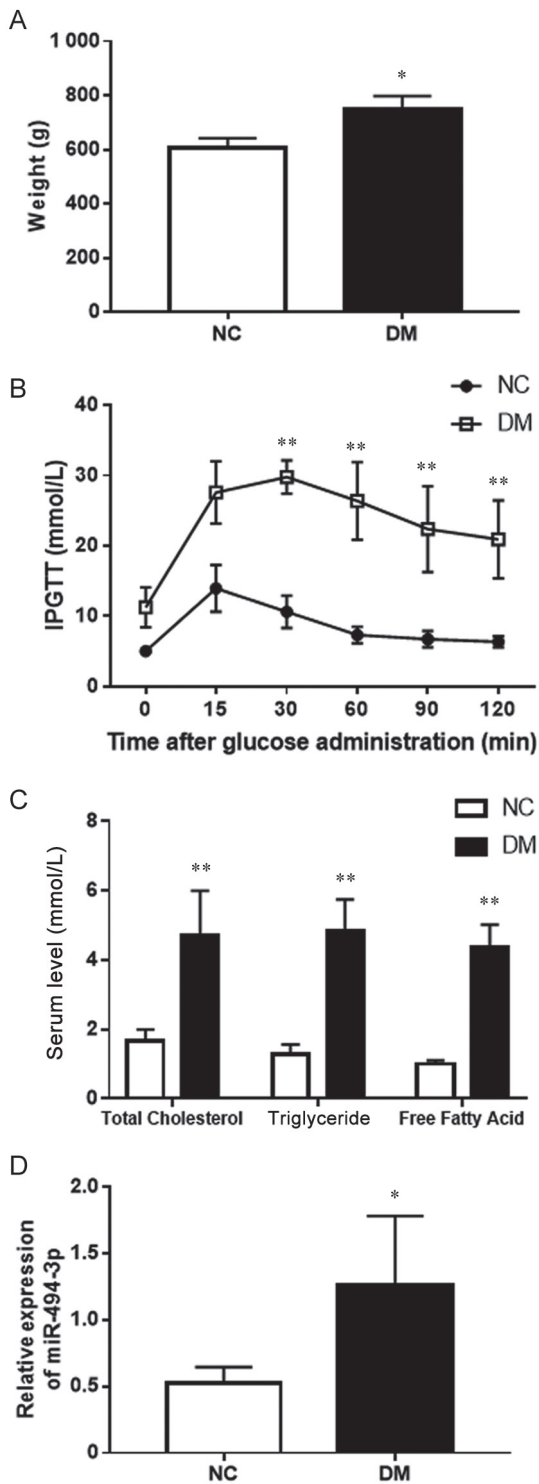 A
1 000
800
600
400
200
0
Weight (g)
*
NC
DM
B
NC
DM
40
30
20
10
0
IPGTT (mmol/L)
**
**
**
**
0
15
30
60
90
120
Time after glucose administration (min)
C
NC
DM
8
6
4
2
0
Serum level (mmol/L)
**
**
**
Total Cholesterol
Triglyceride
Free Fatty Acid
D
2.0
1.5
1.0
0.5
0
Relative expression
of miR-494-3p
*
NC
DM